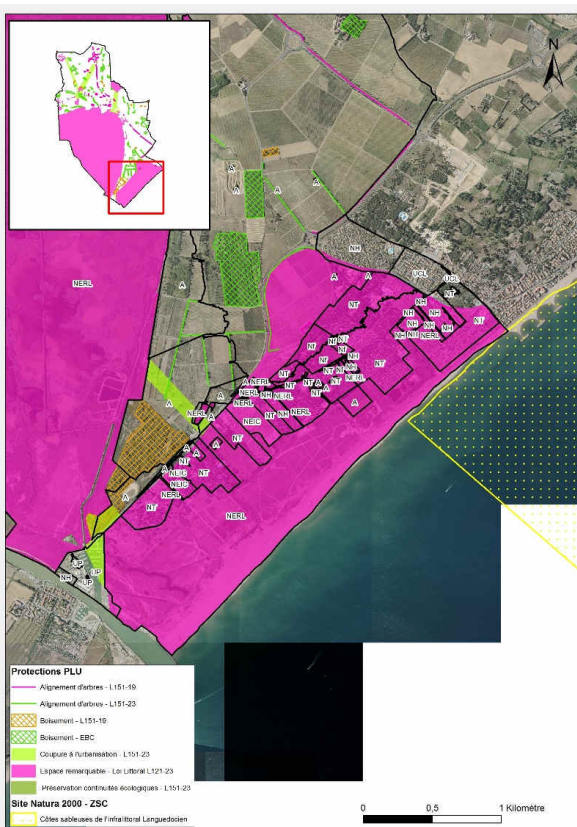 N
A
A
A
A
NH
NERL
A
A
A
UCL
UCL
NT
NH
NT
NT
NH
NH
NH
NH
NH
NH
NH
NERL
NT
NT
NH
NT
NERL
A
NERL
NT
NT
A
NERL
NH
NERL
NT
A
A
A
NERL
A
NEIC
NT
NH
NERL
A
NT
A
A
A
NT
A
NEIC
NT
NEIC
NERL
A
NT
NERL
UP
UP
NH
UP
Protections PLU
Alignement d'arbres - L151-19
Alignement d'arbres - L151-23
Boisement - L151-19
Boisement - EBC
Coupure à l'urbanisation - L151-23
Espace remarquable - Loi Littoral L121-23
Préservation continuités écologiques - L151-23
Site Natura 2000 - ZSC
Côtes sableuses de l'infralittoral Languedocien
0 0,5 1 Kilomètre